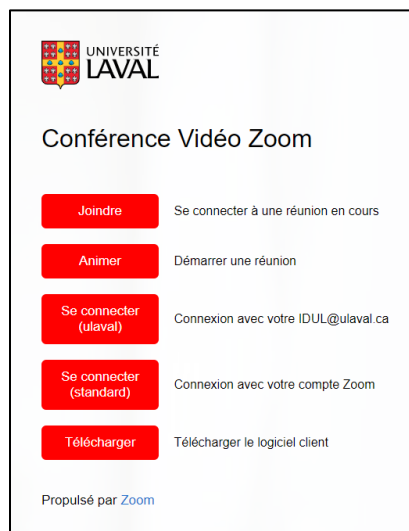 UNIVERSITÉ
LAVAL
Conférence Vidéo Zoom
Joindre Se connecter à une réunion en cours
Animer Démarrer une réunion
Se connecter
(ulaval)
Connexion avec votre IDUL@ulaval.ca
Se connecter
(standard)
Connexion avec votre compte Zoom
Télécharger Télécharger le logiciel client
Propulsé par Zoom